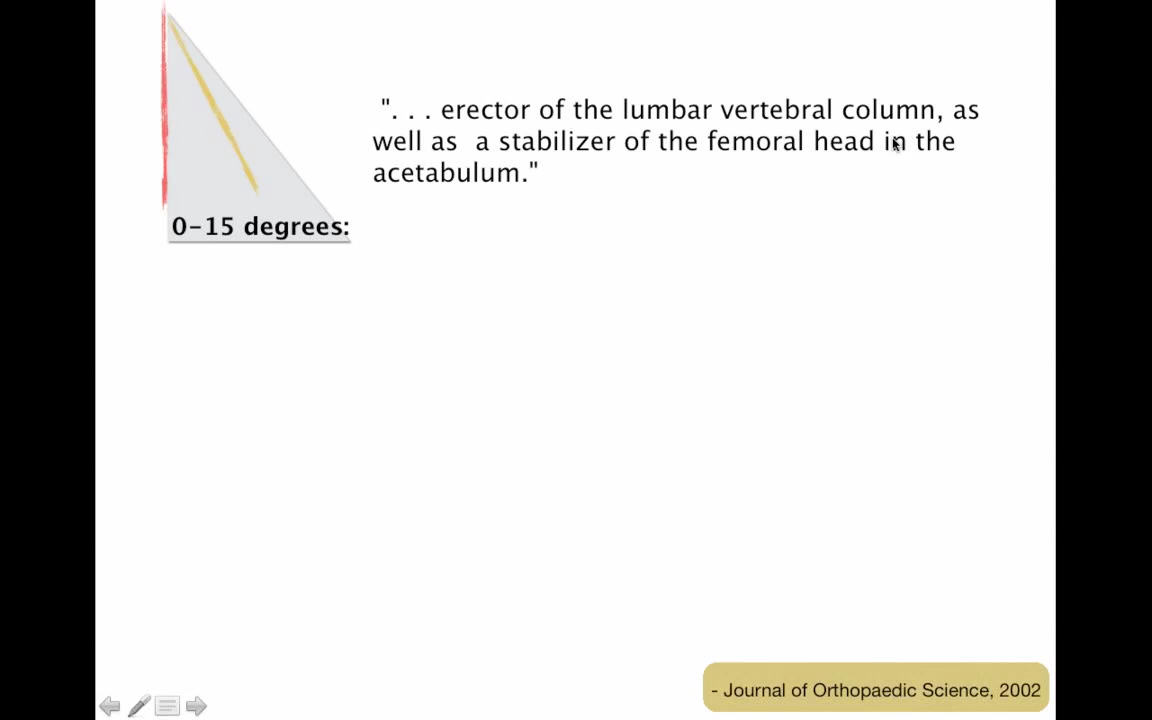 ". . . erector of the lumbar vertebral column, as
well as  a stabilizer of the femoral head in the
acetabulum."
0-15 degrees:
- Journal of Orthopaedic Science, 2002